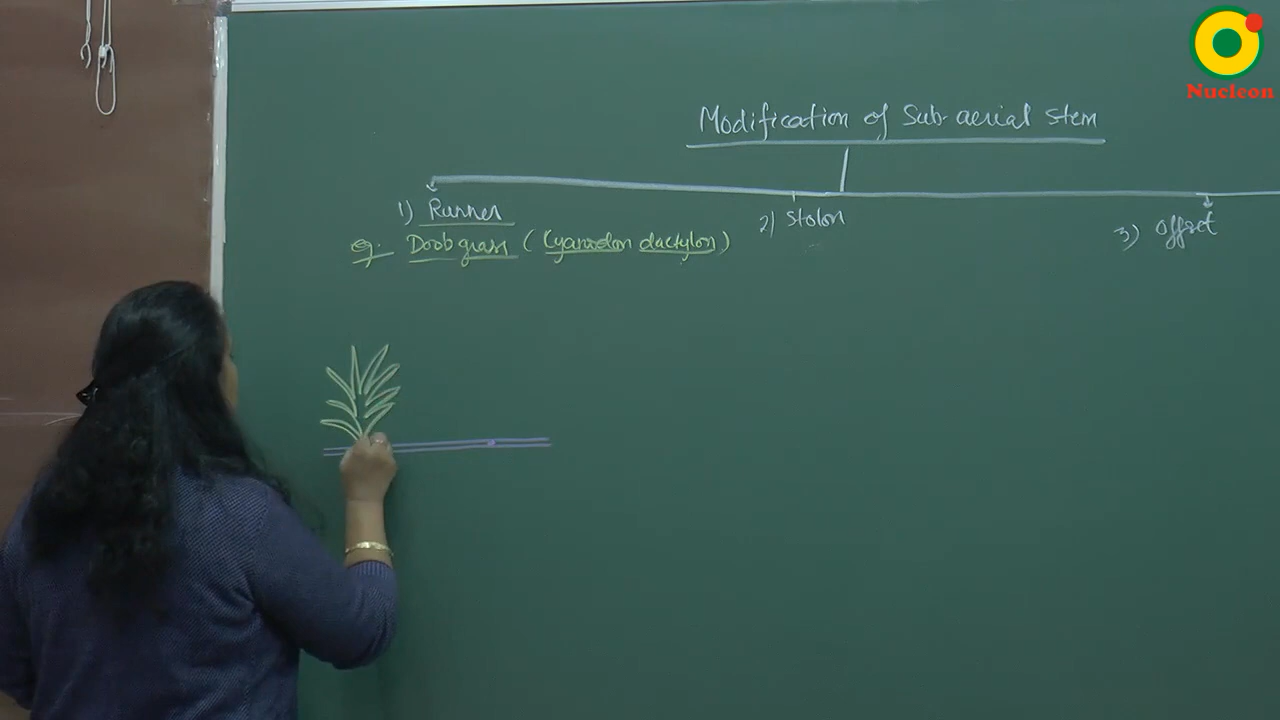 Nucleon
Modification of Sub-aerial Stem
1) Runner
2) Stolon
3) Offset
eg. Doob grass (Cyanodon dactylon)